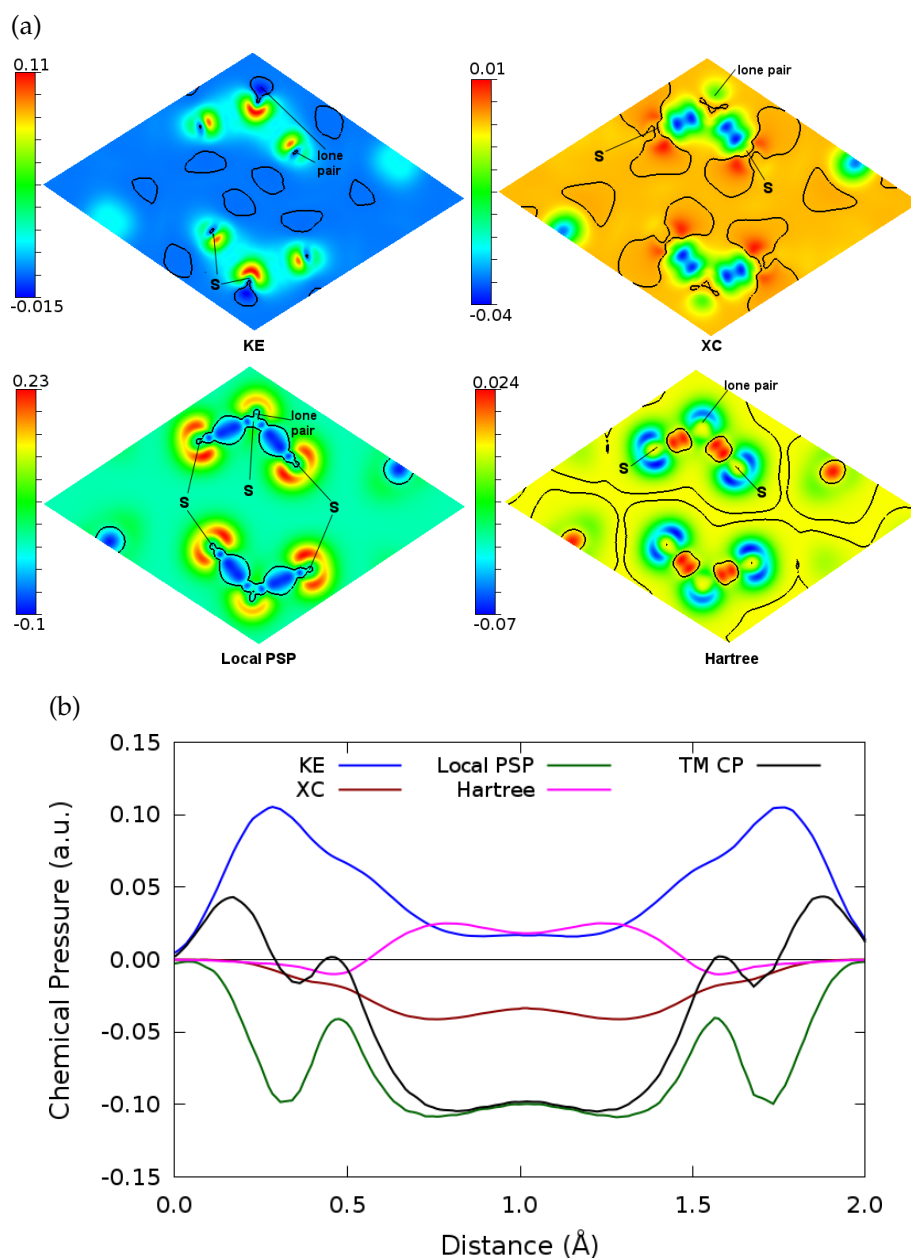 (a)
0.11
-0.015
lone
pair
S
KE
0.01
-0.04
lone pair
S
S
XC
0.23
-0.1
lone
pair
S
S
S
Local PSP
0.024
-0.07
lone pair
S
S
Hartree
(b)
KE
XC
Local PSP
Hartree
TM CP
Chemical Pressure (a.u.)
0.15
0.10
0.05
0.00
-0.05
-0.10
-0.15
0.0 0.5 1.0 1.5 2.0
Distance (Å)